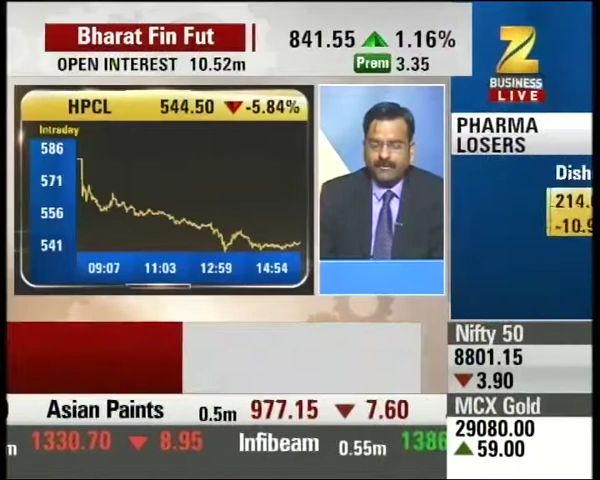 Bharat Fin Fut
841.55 1.16%
OPEN INTEREST 10.52m
Prem 3.35
Z
BUSINESS
LIVE
HPCL 544.50 -5.84%
Intraday
586
571
556
541
09:07 11:03 12:59 14:54
PHARMA
LOSERS
Dish
214.
-10.9
Nifty 50
8801.15
3.90
MCX Gold
29080.00
59.00
Asian Paints 0.5m 977.15 7.60
m 1330.70 8.95 Infibeam 0.55m 1386